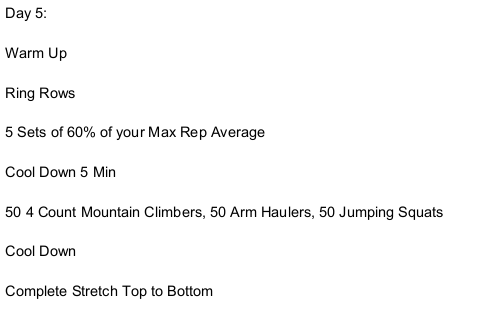 Day 5:
Warm Up
Ring Rows
5 Sets of 60% of your Max Rep Average
Cool Down 5 Min
50 4 Count Mountain Climbers, 50 Arm Haulers, 50 Jumping Squats
Cool Down
Complete Stretch Top to Bottom